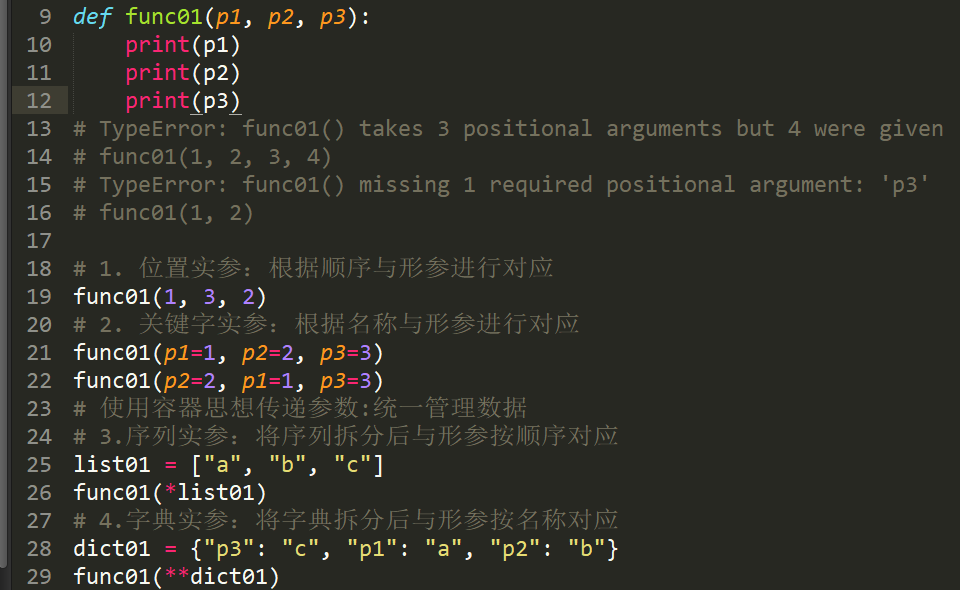 9 def func01(p1, p2, p3):
10     print(p1)
11     print(p2)
12     print(p3)
13 # TypeError: func01() takes 3 positional arguments but 4 were given
14 # func01(1, 2, 3, 4)
15 # TypeError: func01() missing 1 required positional argument: 'p3'
16 # func01(1, 2)
17
18 # 1. 位置实参：根据顺序与形参进行对应
19 func01(1, 3, 2)
20 # 2. 关键字实参：根据名称与形参进行对应
21 func01(p1=1, p2=2, p3=3)
22 func01(p2=2, p1=1, p3=3)
23 # 使用容器思想传递参数:统一管理数据
24 # 3.序列实参：将序列拆分后与形参按顺序对应
25 list01 = ["a", "b", "c"]
26 func01(*list01)
27 # 4.字典实参：将字典拆分后与形参按名称对应
28 dict01 = {"p3": "c", "p1": "a", "p2": "b"}
29 func01(**dict01)